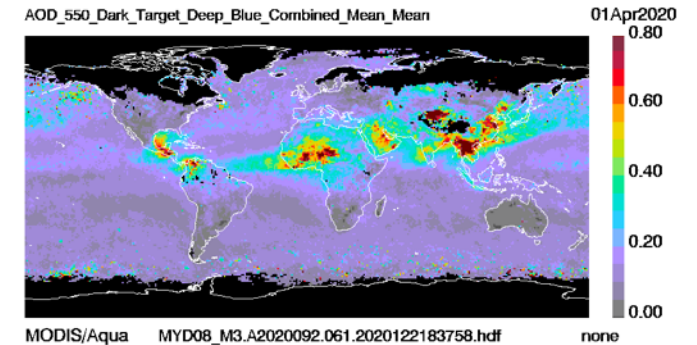 AOD_550_Dark_Target_Deep_Blue_Combined_Mean_Mean
01Apr2020
0.80
0.60
0.40
0.20
0.00
MODIS/Aqua MYD08_M3.A2020092.061.2020122183758.hdf none